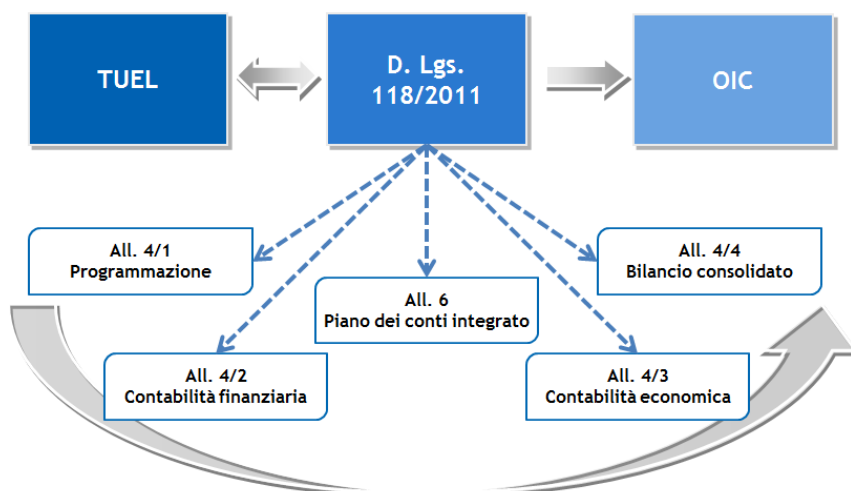 TUEL
D. Lgs.
118/2011
OIC
All. 4/1
Programmazione
All. 4/4
Bilancio consolidato
All. 6
Piano dei conti integrato
All. 4/2
Contabilità finanziaria
All. 4/3
Contabilità economica